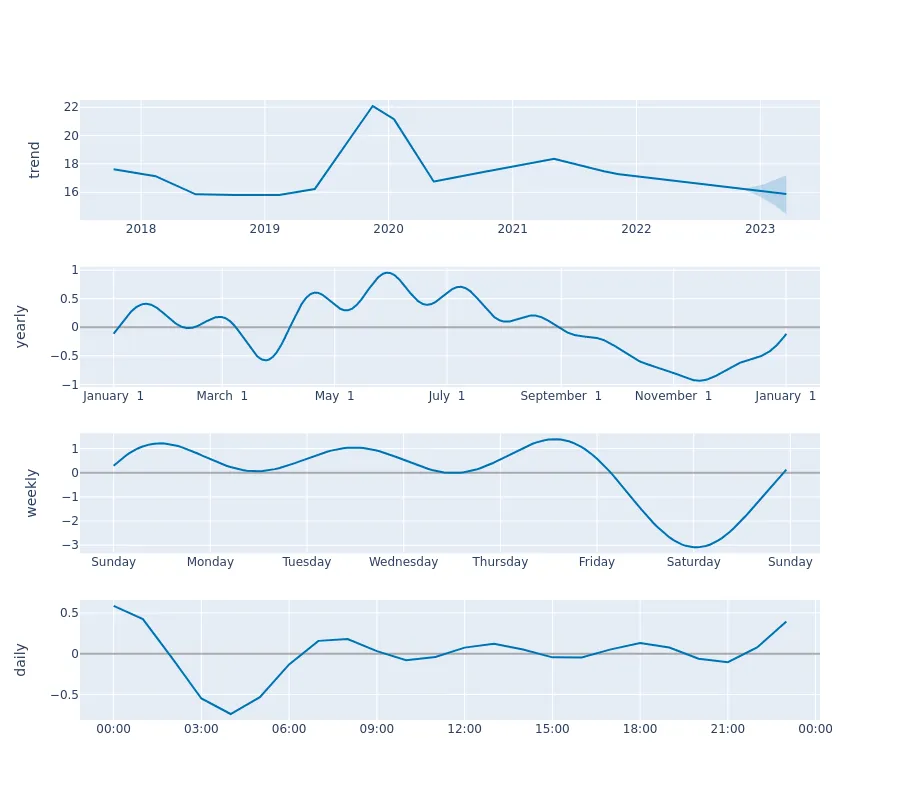 trend
22
20
18
16
2018 2019 2020 2021 2022 2023
yearly
1
0.5
0
−0.5
−1
January 1 March 1 May 1 July 1 September 1 November 1 January 1
weekly
1
0
−1
−2
−3
Sunday Monday Tuesday Wednesday Thursday Friday Saturday Sunday
daily
0.5
0
−0.5
00:00 03:00 06:00 09:00 12:00 15:00 18:00 21:00 00:00